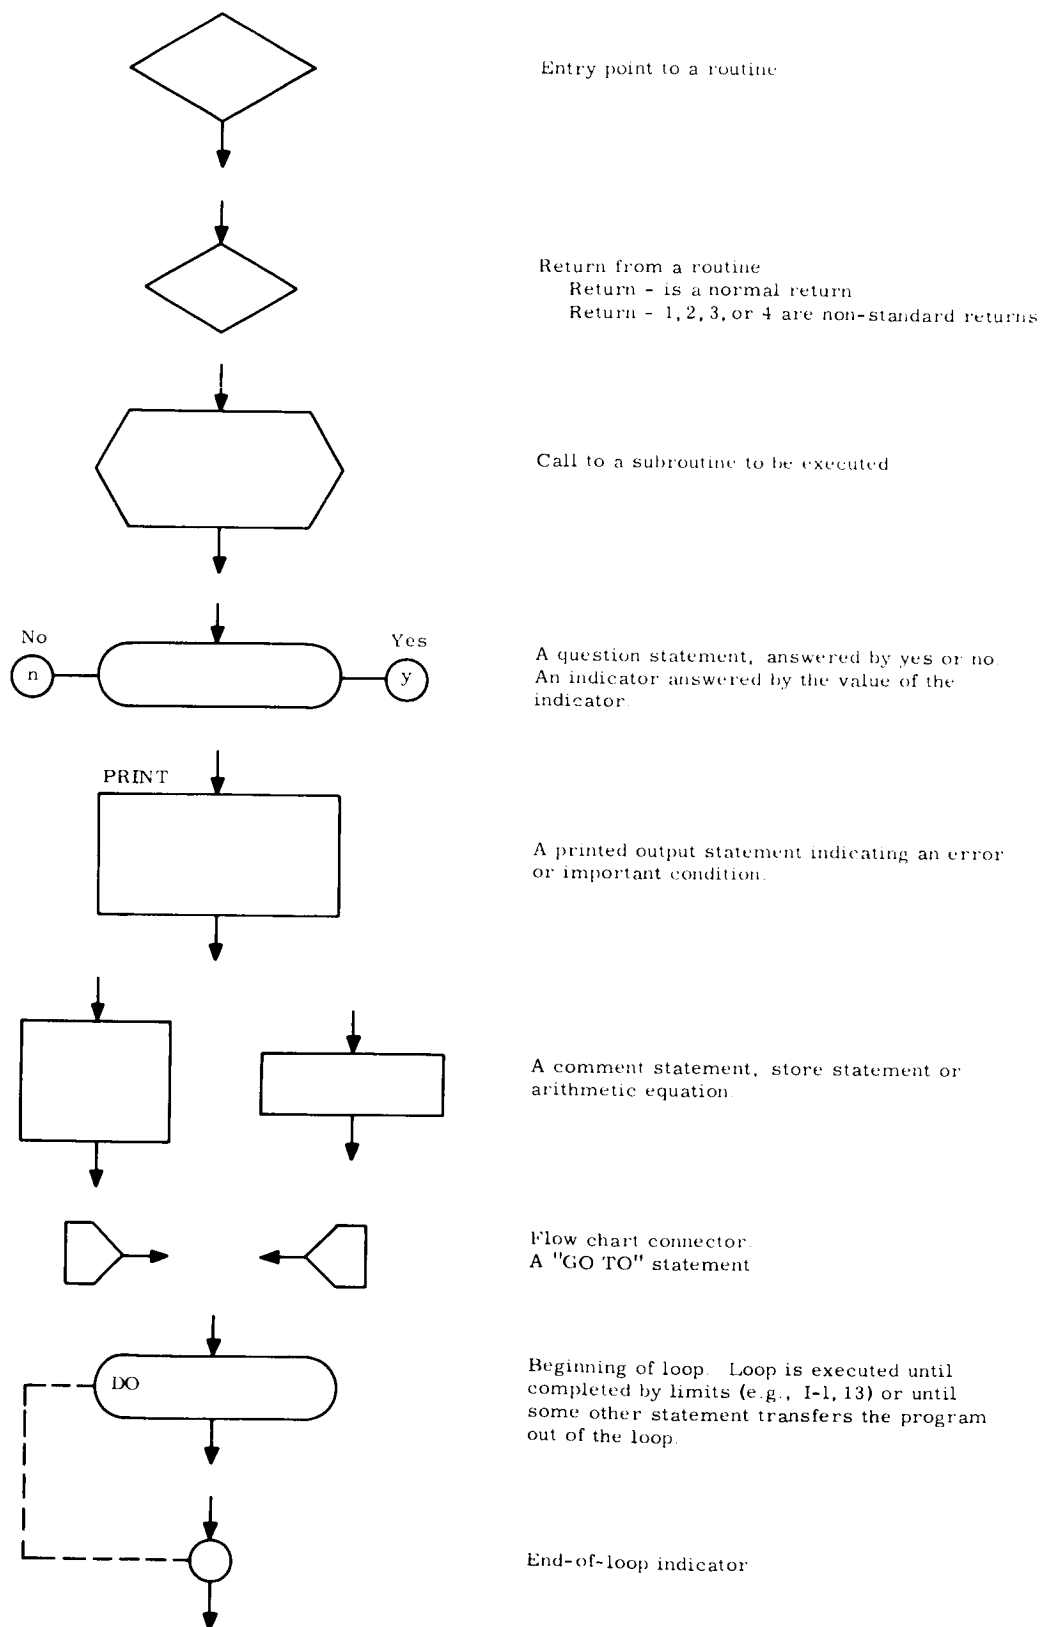 Entry point to a routine
Return from a routine
Return - is a normal return
Return - 1, 2, 3, or 4 are non-standard returns
Call to a subroutine to be executed
No
n
Yes
y
A question statement, answered by yes or no.
An indicator answered by the value of the
indicator.
PRINT
A printed output statement indicating an error
or important condition.
A comment statement, store statement or
arithmetic equation.
Flow chart connector.
A "GO TO" statement
DO
Beginning of loop. Loop is executed until
completed by limits (e.g., I-1, 13) or until
some other statement transfers the program
out of the loop.
End-of-loop indicator